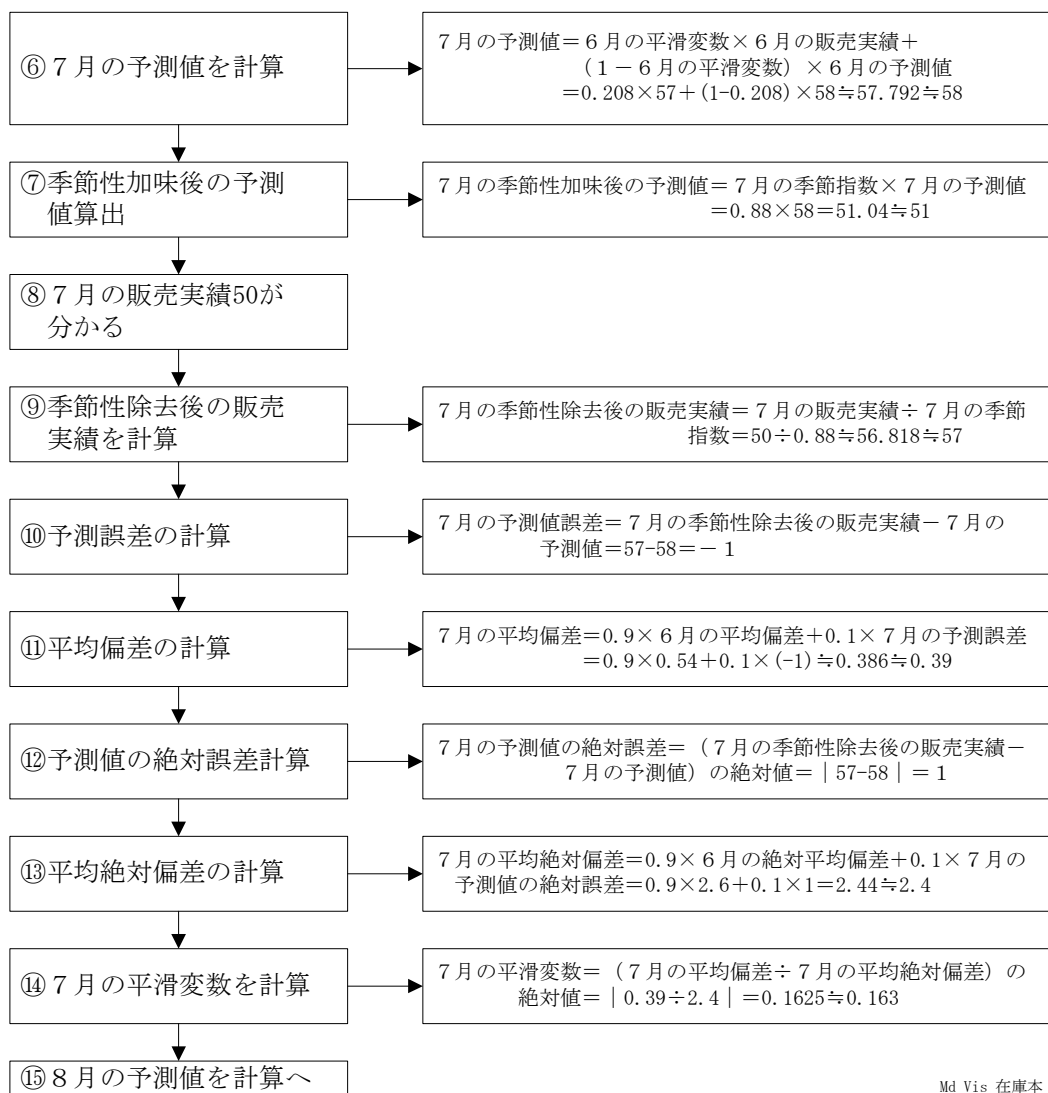 ⑥７月の予測値を計算
７月の予測値＝６月の平滑変数×６月の販売実績＋
（１－６月の平滑変数）×６月の予測値
＝0.208×57＋(1-0.208)×58≒57.792≒58
⑦季節性加味後の予測
値算出
７月の季節性加味後の予測値＝７月の季節指数×７月の予測値
＝0.88×58＝51.04≒51
⑧７月の販売実績50が
分かる
⑨季節性除去後の販売
実績を計算
７月の季節性除去後の販売実績＝７月の販売実績÷７月の季節
指数＝50÷0.88≒56.818≒57
⑩予測誤差の計算
７月の予測値誤差＝７月の季節性除去後の販売実績－７月の
予測値＝57-58＝－１
⑪平均偏差の計算
７月の平均偏差＝0.9×６月の平均偏差＋0.1×７月の予測誤差
＝0.9×0.54＋0.1×(-1)≒0.386≒0.39
⑫予測値の絶対誤差計算
７月の予測値の絶対誤差＝（７月の季節性除去後の販売実績－
７月の予測値）の絶対値＝｜57-58｜＝１
⑬平均絶対偏差の計算
７月の平均絶対偏差＝0.9×６月の絶対平均偏差＋0.1×７月の
予測値の絶対誤差＝0.9×2.6＋0.1×1＝2.44≒2.4
⑭７月の平滑変数を計算
７月の平滑変数＝（７月の平均偏差÷７月の平均絶対偏差）の
絶対値＝｜0.39÷2.4｜＝0.1625≒0.163
⑮８月の予測値を計算へ
Md Vis 在庫本